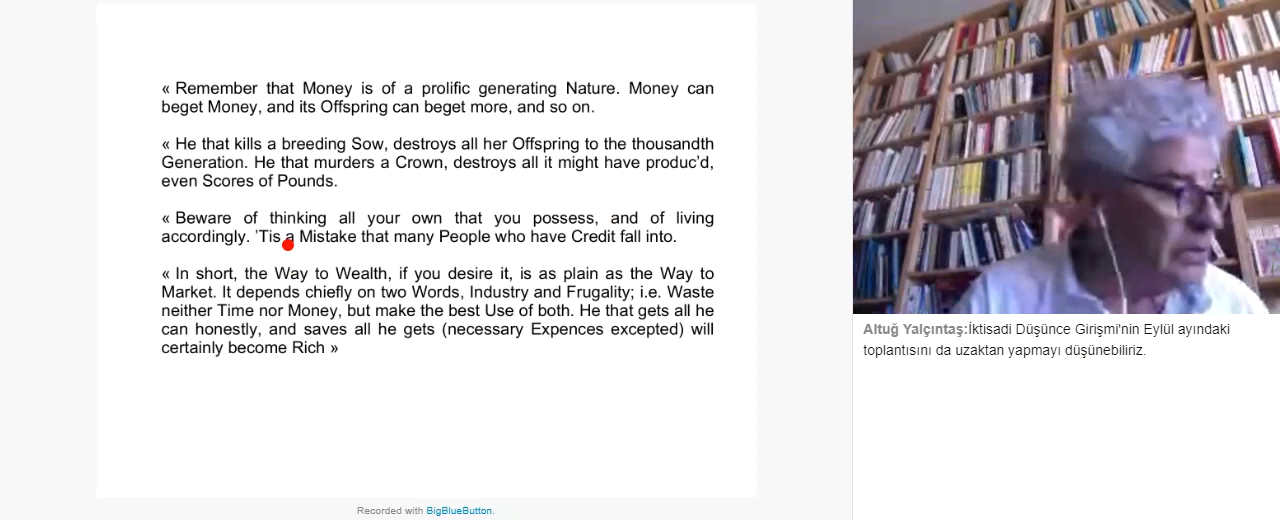 « Remember that Money is of a prolific generating Nature. Money can
beget Money, and its Offspring can beget more, and so on.
« He that kills a breeding Sow, destroys all her Offspring to the thousandth
Generation. He that murders a Crown, destroys all it might have produc’d,
even Scores of Pounds.
« Beware of thinking all your own that you possess, and of living
accordingly. ’Tis a Mistake that many People who have Credit fall into.
« In short, the Way to Wealth, if you desire it, is as plain as the Way to
Market. It depends chiefly on two Words, Industry and Frugality; i.e. Waste
neither Time nor Money, but make the best Use of both. He that gets all he
can honestly, and saves all he gets (necessary Expences excepted) will
certainly become Rich »
Recorded with BigBlueButton.
Altuğ Yalçıntaş:İktisadi Düşünce Girişmi'nin Eylül ayındaki
toplantısını da uzaktan yapmayı düşünebiliriz.